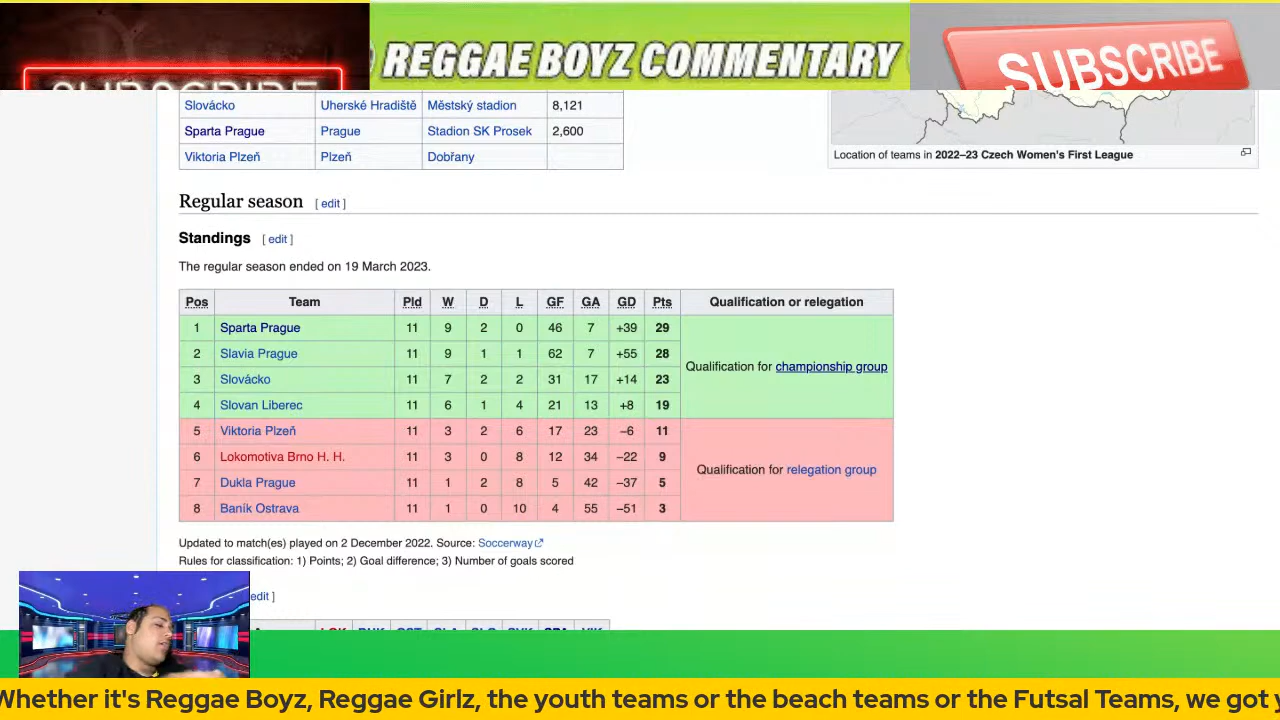 REGGAE BOYZ COMMENTARY
SUBSCRIBE
SUBSCRIBE
Slovácko Uherské Hradiště Městský stadion 8,121
Sparta Prague Prague Stadion SK Prosek 2,600
Viktoria Plzeň Plzeň Dobřany
Location of teams in 2022–23 Czech Women's First League
Regular season [ edit ]
Standings [ edit ]
The regular season ended on 19 March 2023.
Pos Team Pld W D L GF GA GD Pts Qualification or relegation
1 Sparta Prague 11 9 2 0 46 7 +39 29
2 Slavia Prague 11 9 1 1 62 7 +55 28
Qualification for championship group
3 Slovácko 11 7 2 2 31 17 +14 23
4 Slovan Liberec 11 6 1 4 21 13 +8 19
5 Viktoria Plzeň 11 3 2 6 17 23 −6 11
6 Lokomotiva Brno H. H. 11 3 0 8 12 34 −22 9
Qualification for relegation group
7 Dukla Prague 11 1 2 8 5 42 −37 5
8 Baník Ostrava 11 1 0 10 4 55 −51 3
Updated to match(es) played on 2 December 2022. Source: Soccerway
Rules for classification: 1) Points; 2) Goal difference; 3) Number of goals scored
edit ]
Whether it's Reggae Boyz, Reggae Girlz, the youth teams or the beach teams or the Futsal Teams, we got